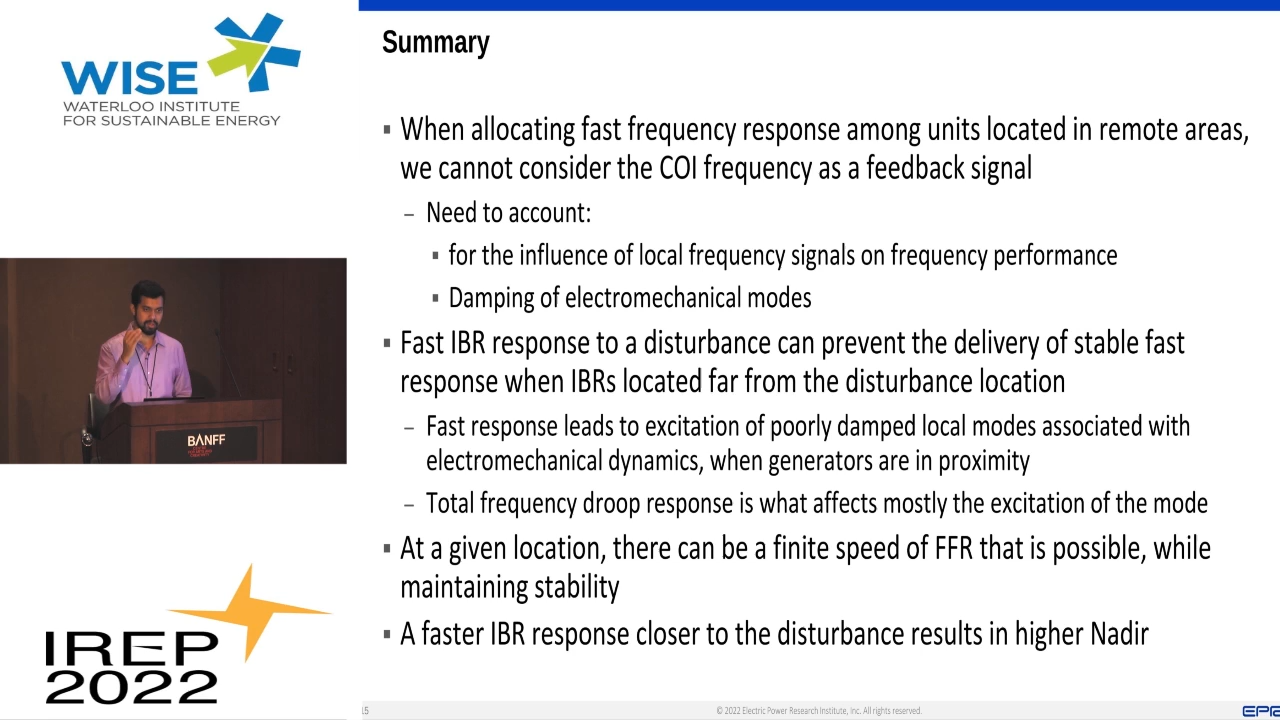 WISE
WATERLOO INSTITUTE
FOR SUSTAINABLE ENERGY
BANFF
IREP
2022
Summary
▪ When allocating fast frequency response among units located in remote areas,
we cannot consider the COI frequency as a feedback signal
– Need to account:
▪ for the influence of local frequency signals on frequency performance
▪ Damping of electromechanical modes
▪ Fast IBR response to a disturbance can prevent the delivery of stable fast
response when IBRs located far from the disturbance location
– Fast response leads to excitation of poorly damped local modes associated with
electromechanical dynamics, when generators are in proximity
– Total frequency droop response is what affects mostly the excitation of the mode
▪ At a given location, there can be a finite speed of FFR that is possible, while
maintaining stability
▪ A faster IBR response closer to the disturbance results in higher Nadir
© 2022 Electric Power Research Institute, Inc. All rights reserved.